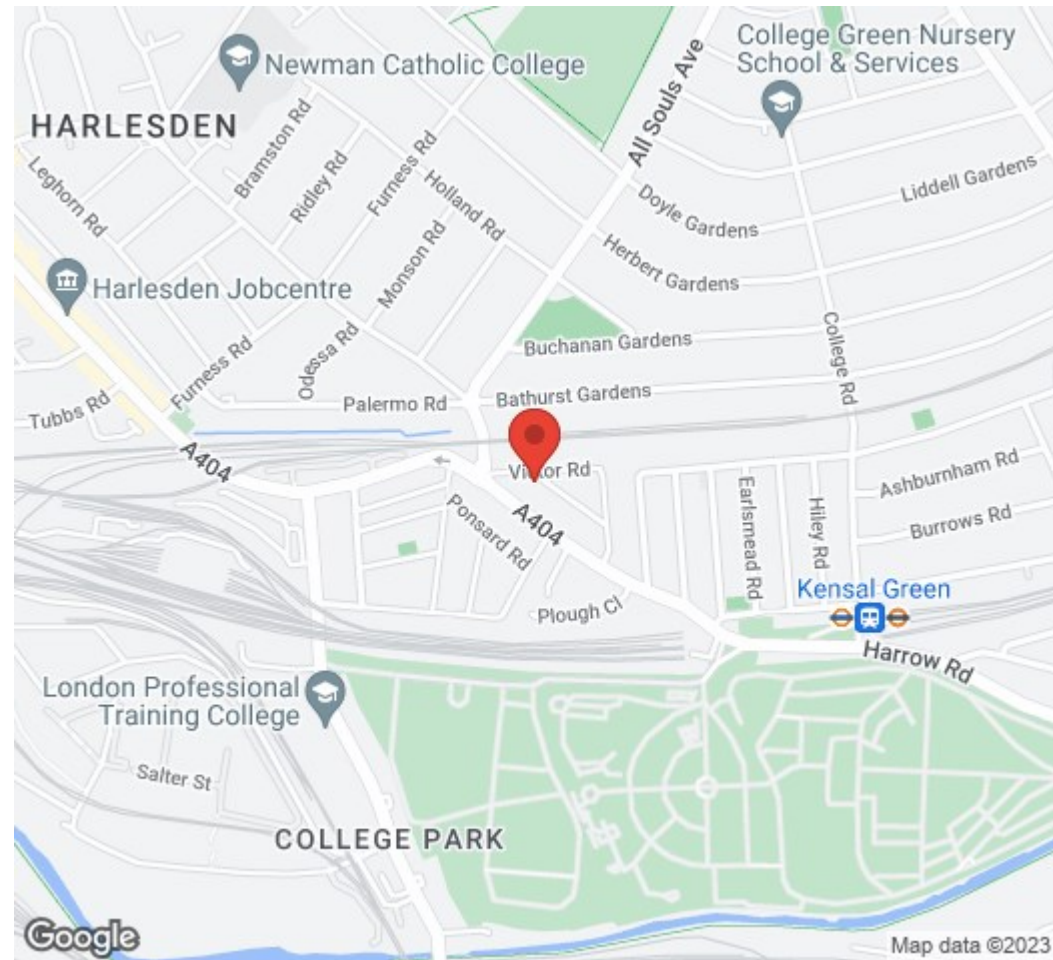 College Green Nursery
School & Services
Newman Catholic College
All Souls Ave
HARLESDEN
Bramston Rd
Leghorn Rd
Ridley Rd
Furness Rd
Holland Rd
Liddell Gardens
Doyle Gardens
Monson Rd
Herbert Gardens
Harlesden Jobcentre
College Rd
Odessa Rd
Buchanan Gardens
Furness Rd
Bathurst Gardens
Palermo Rd
Tubbs Rd
A404
Ashburnham Rd
A404
Ponsard Rd
Earlsmead Rd
Hiley Rd
Burrows Rd
Kensal Green
Plough Cl
Harrow Rd
London Professional
Training College
Salter St
COLLEGE PARK
Google
Map data ©2023